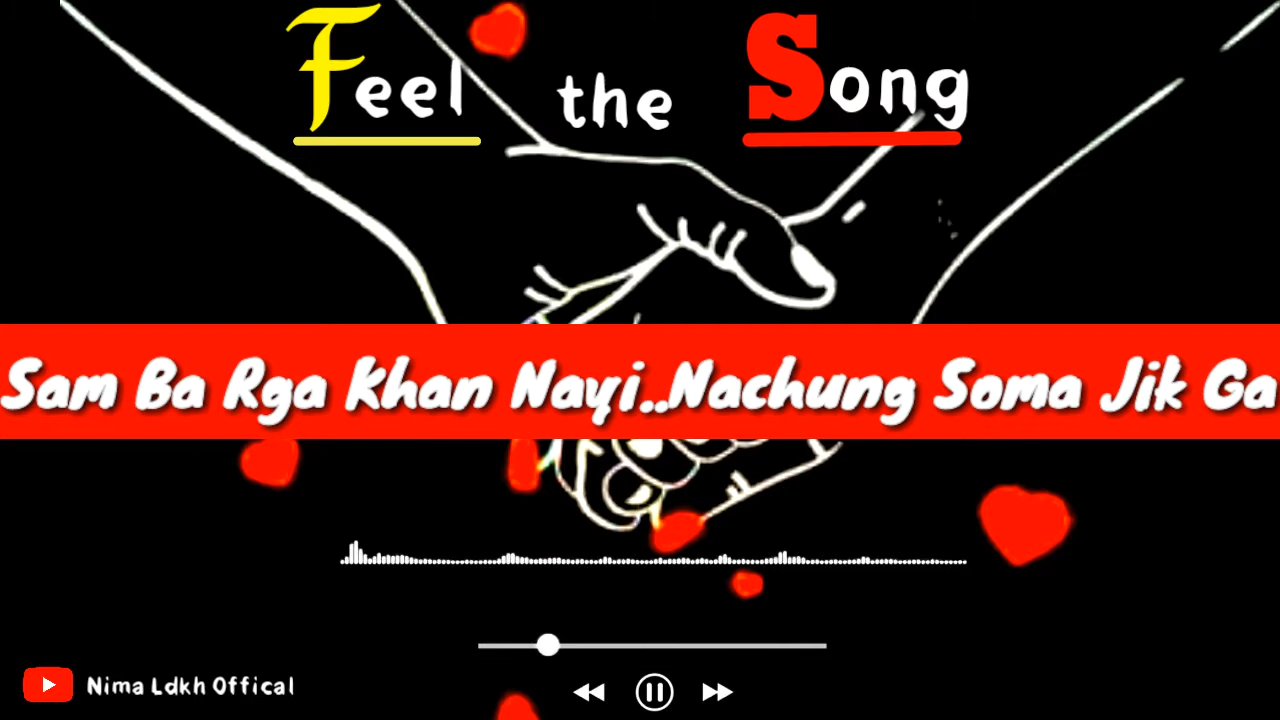 Feel the Song
Sam Ba Rga Khan Nayi..Nachung Soma Jik Ga
Nima Ldkh Offical